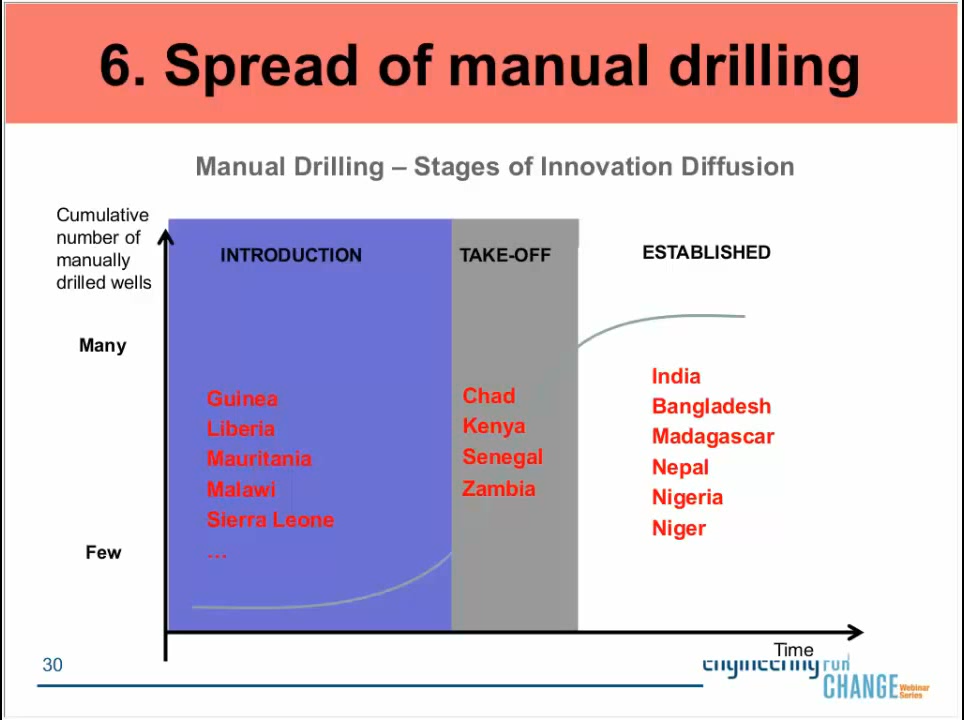 6. Spread of manual drilling
Manual Drilling – Stages of Innovation Diffusion
Cumulative
number of
manually
drilled wells
INTRODUCTION
TAKE-OFF
ESTABLISHED
Many
Few
Guinea
Liberia
Mauritania
Malawi
Sierra Leone
...
Chad
Kenya
Senegal
Zambia
India
Bangladesh
Madagascar
Nepal
Nigeria
Niger
Time
30
engineering for
CHANGE Webinar
Series